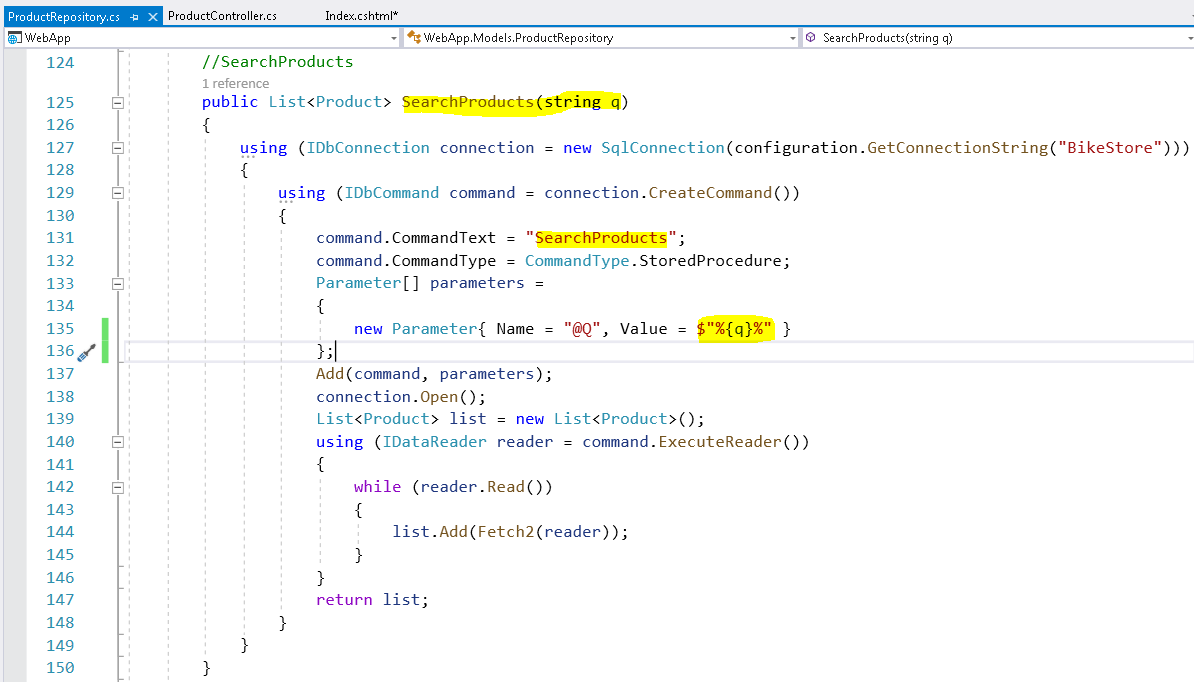 ProductRepository.cs ProductController.cs Index.cshtml*
WebApp WebApp.Models.ProductRepository SearchProducts(string q)
124 //SearchProducts
1 reference
125 public List<Product> SearchProducts(string q)
126 {
127 using (IDbConnection connection = new SqlConnection(configuration.GetConnectionString("BikeStore")))
128 {
129 using (IDbCommand command = connection.CreateCommand())
130 {
131 command.CommandText = "SearchProducts";
132 command.CommandType = CommandType.StoredProcedure;
133 Parameter[] parameters =
134 {
135 new Parameter{ Name = "@Q", Value = $"%{q}%" }
136 };
137 Add(command, parameters);
138 connection.Open();
139 List<Product> list = new List<Product>();
140 using (IDataReader reader = command.ExecuteReader())
141 {
142 while (reader.Read())
143 {
144 list.Add(Fetch2(reader));
145 }
146 }
147 return list;
148 }
149 }
150 }